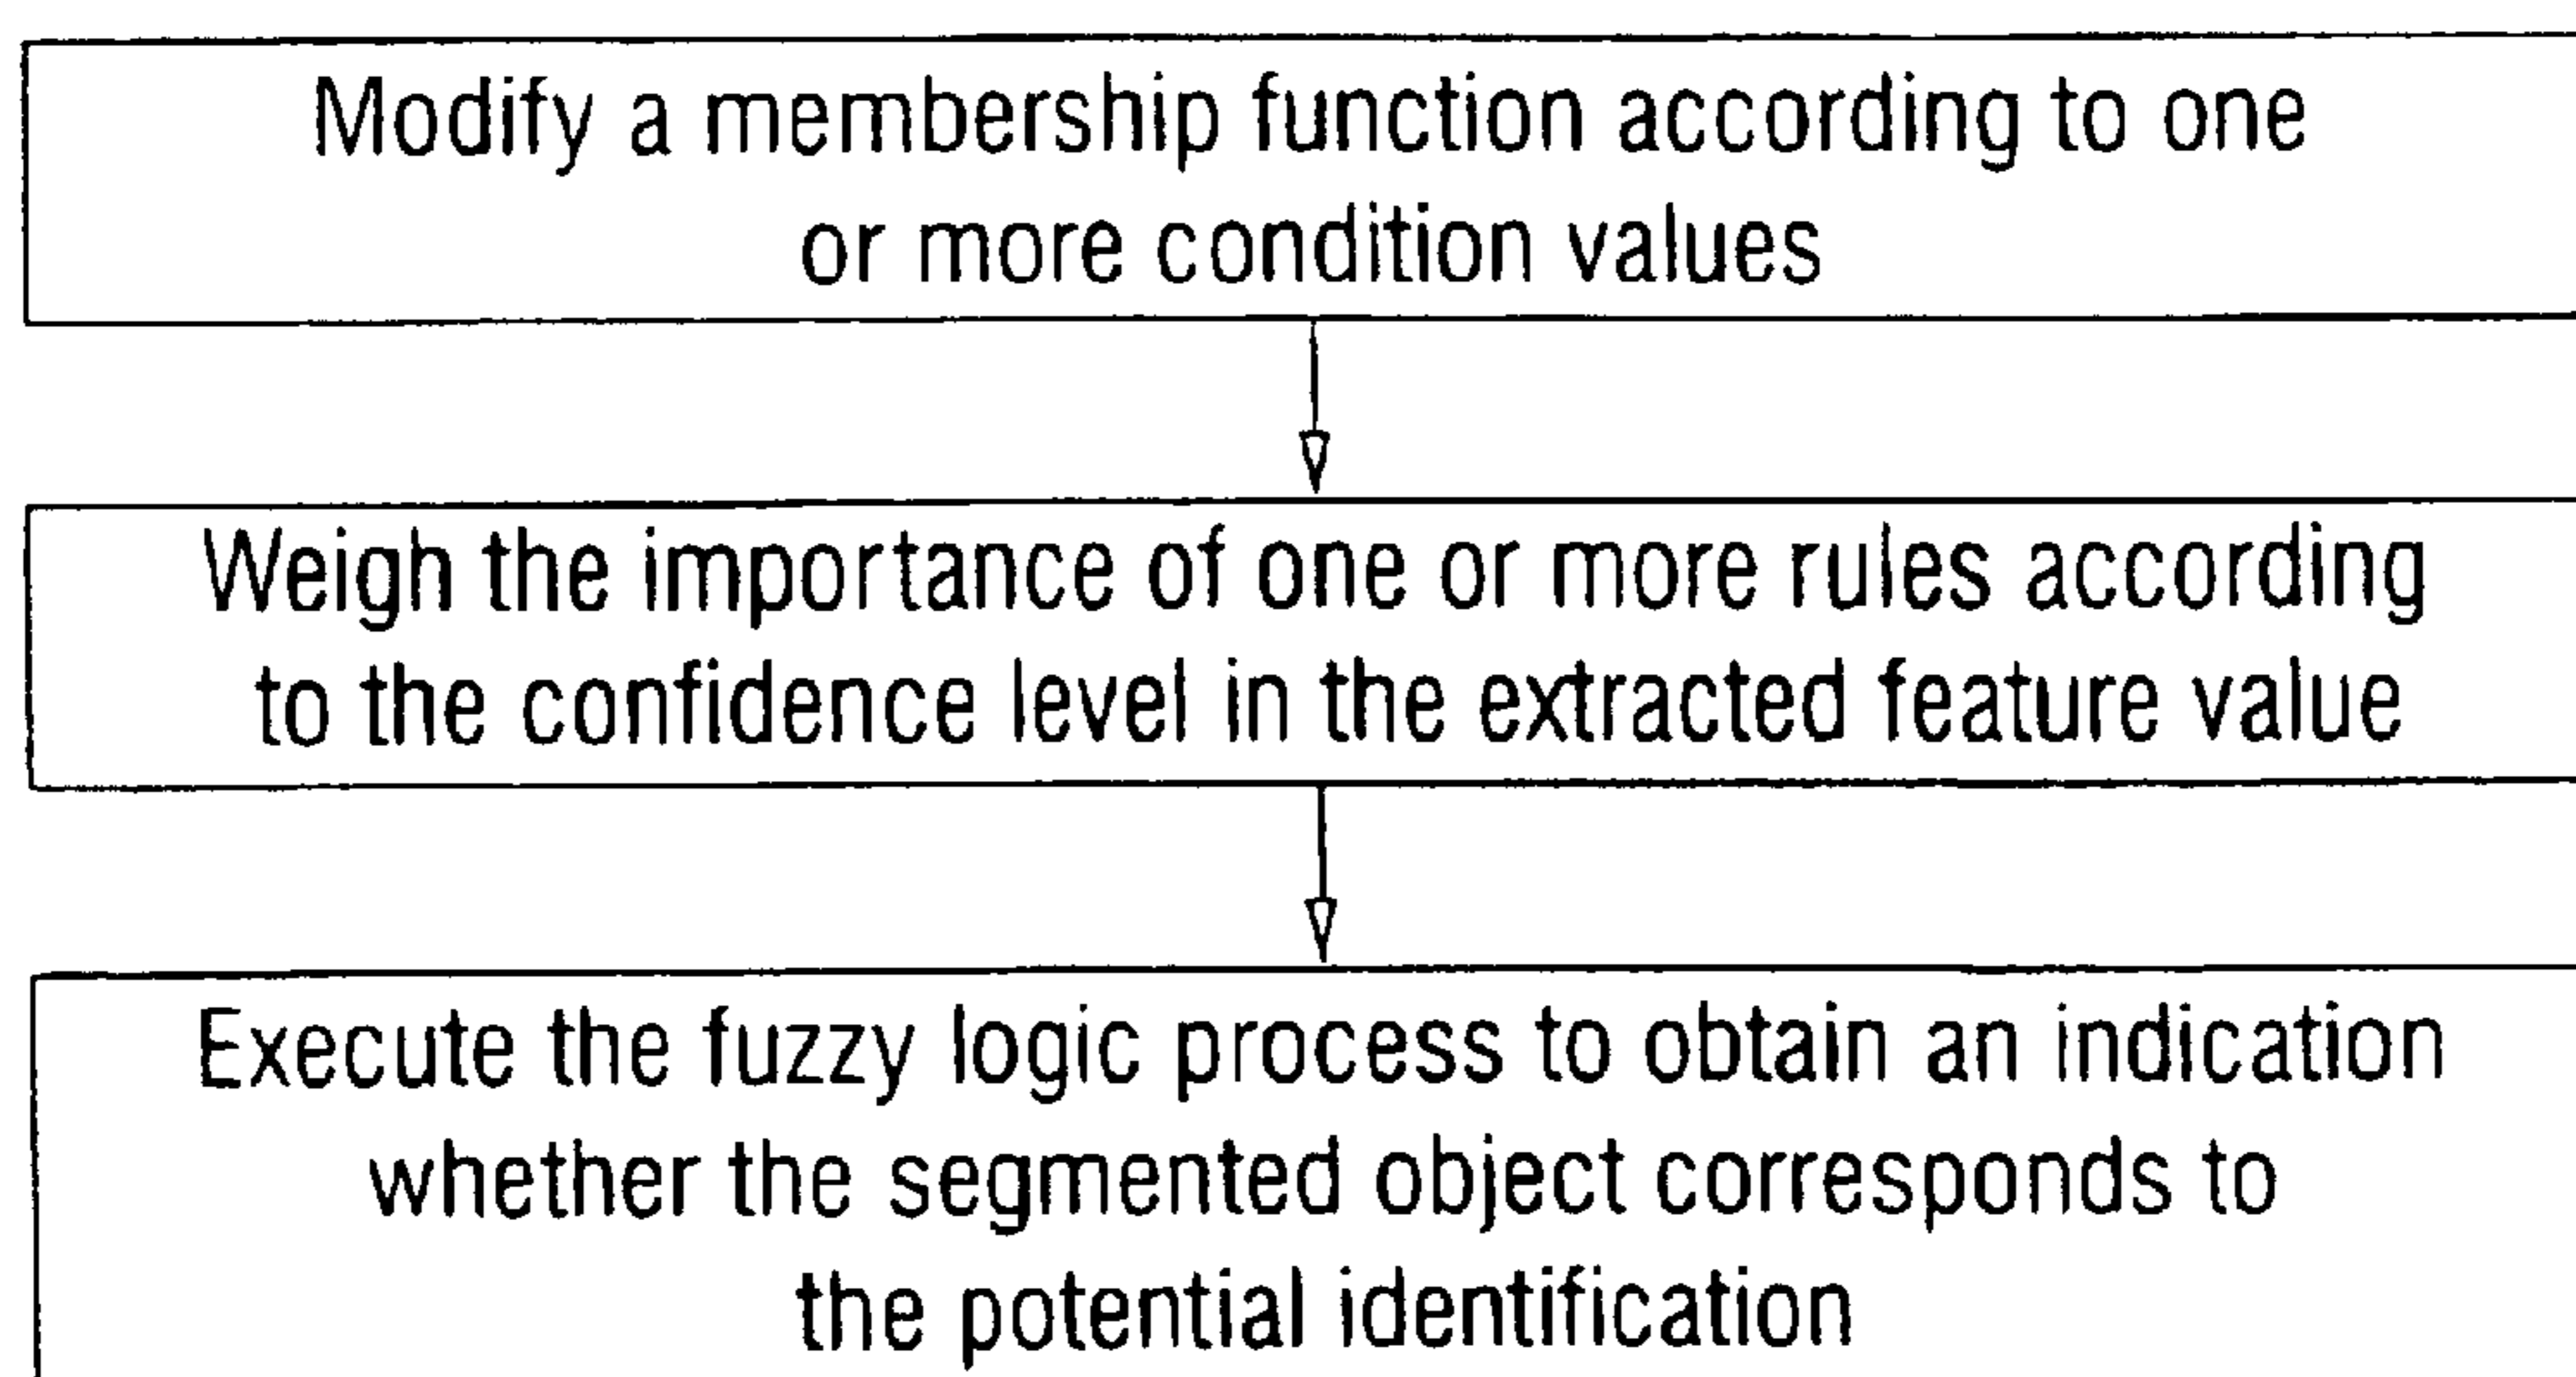 Modify a membership function according to one
or more condition values
Weigh the importance of one or more rules according
to the confidence level in the extracted feature value
Execute the fuzzy logic process to obtain an indication
whether the segmented object corresponds to
the potential identification